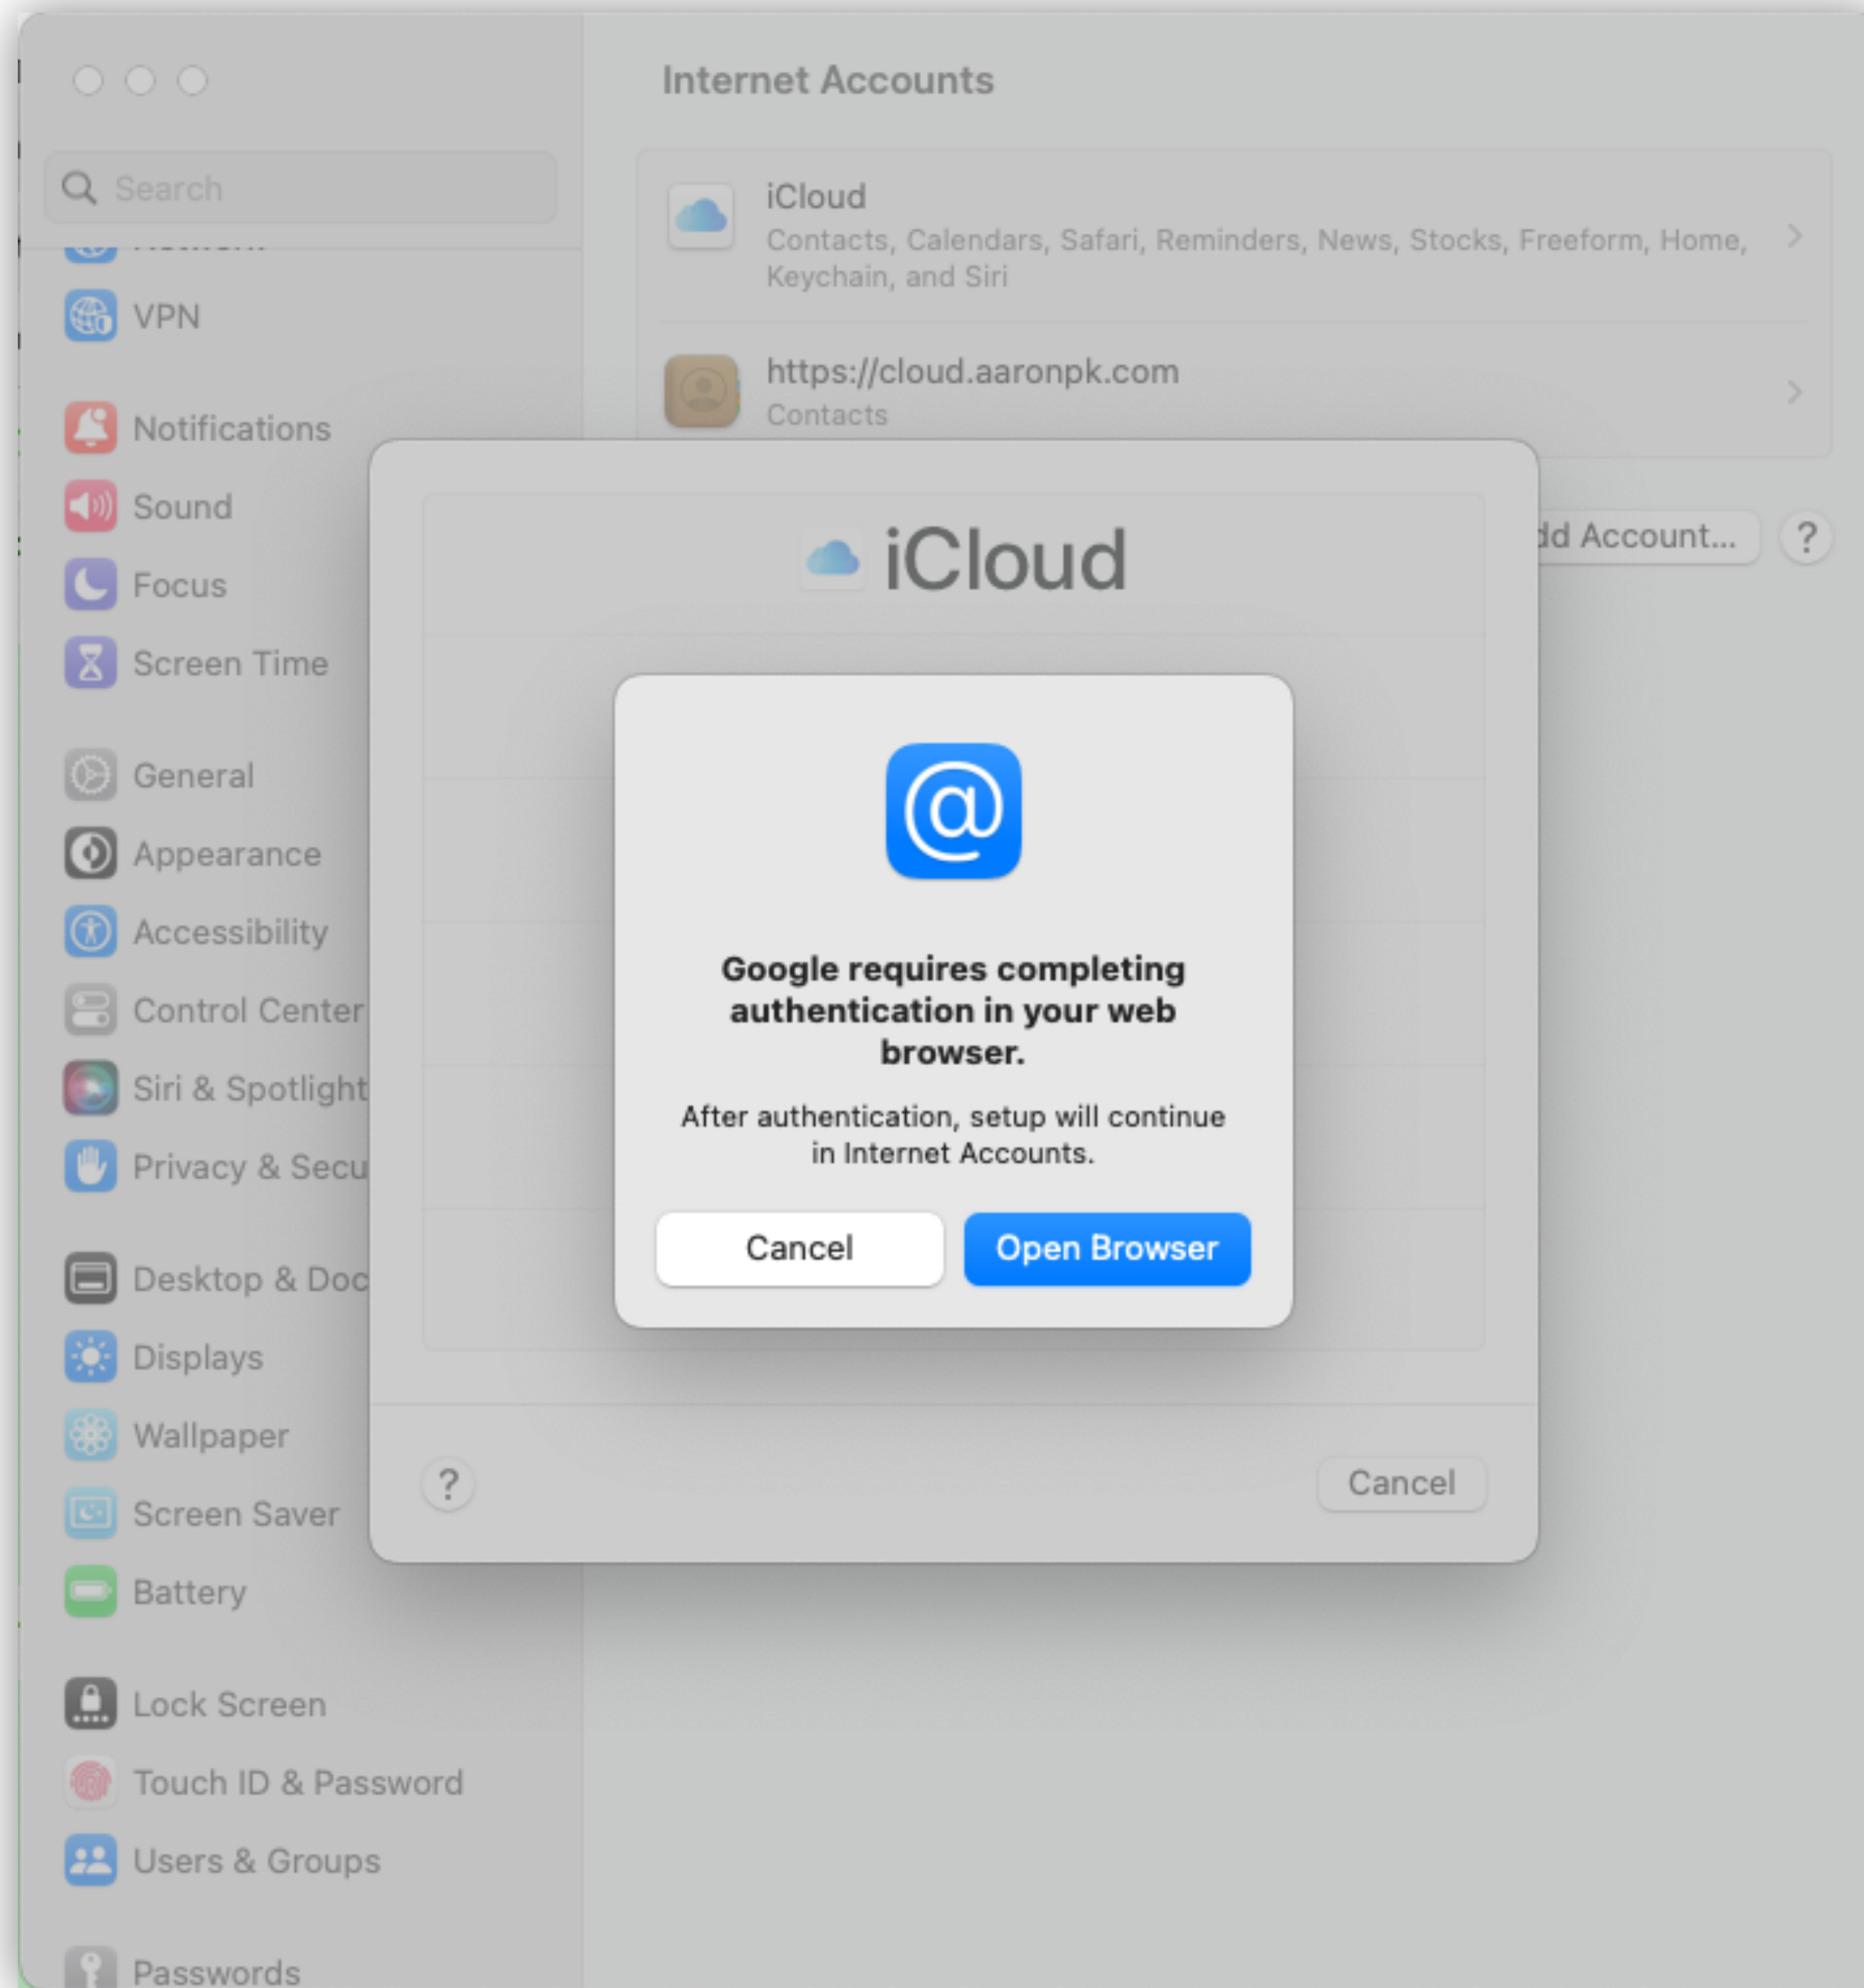 Internet Accounts
Search
iCloud
Contacts, Calendars, Safari, Reminders, News, Stocks, Freeform, Home,
Keychain, and Siri
https://cloud.aaronpk.com
Contacts
dd Account...
?
VPN
Notifications
Sound
Focus
Screen Time
General
Appearance
Accessibility
Control Center
Siri & Spotlight
Privacy & Secu
Desktop & Doc
Displays
Wallpaper
Screen Saver
Battery
Lock Screen
Touch ID & Password
Users & Groups
Passwords
iCloud
@
Google requires completing
authentication in your web
browser.
After authentication, setup will continue
in Internet Accounts.
Cancel
Open Browser
?
Cancel